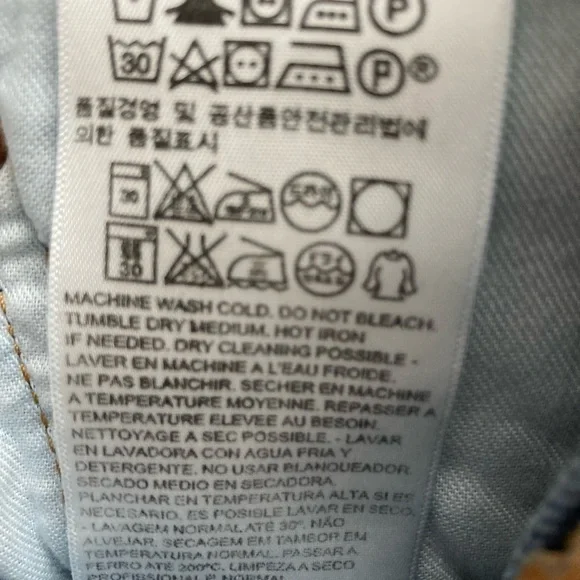 P
30 P®
품질경영 및 공산품안전관리법에
의한 품질표시
30
30
MACHINE WASH COLD. DO NOT BLEACH.
TUMBLE DRY MEDIUM. HOT IRON
IF NEEDED. DRY CLEANING POSSIBLE -
LAVER EN MACHINE A L'EAU FROIDE.
NE PAS BLANCHIR. SECHER EN MACHINE
A TEMPERATURE MOYENNE. REPASSER A
TEMPERATURE ELEVEE AU BESOIN.
NETTOYAGE A SEC POSSIBLE. - LAVAR
EN LAVADORA CON AGUA FRIA Y
DETERGENTE. NO USAR BLANQUEADOR.
SECADO MEDIO EN SECADORA.
PLANCHAR EN TEMPERATURA ALTA SI ES
NECESARIO. ES POSIBLE LAVAR EN SECO.
- LAVAGEM NORMAL ATÉ 30°. NÃO
ALVEJAR. SECAGEM EM TAMBOR EM
TEMPERATURA NORMAL. PASSAR A
FERRO ATÉ 200°C. LIMPEZA A SECO
PROFISSIONAL